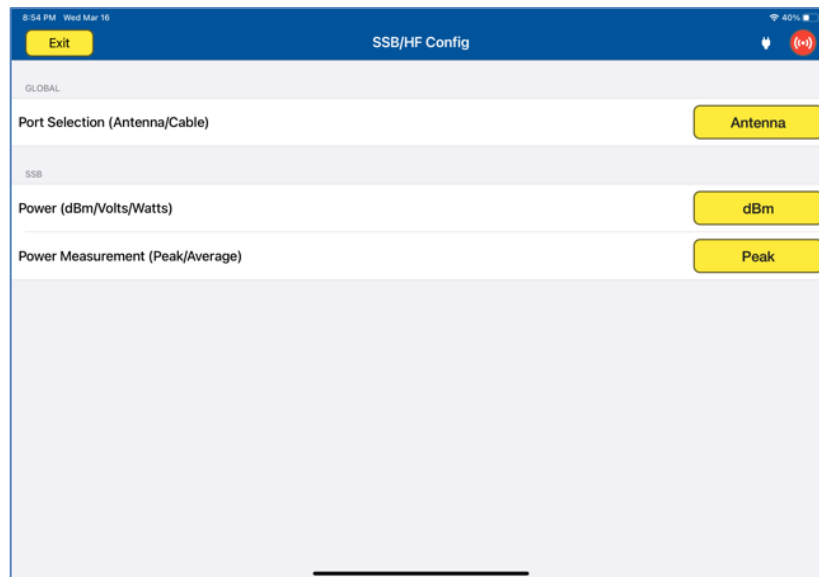 8:54 PM Wed Mar 16
40%
Exit
SSB/HF Config
GLOBAL
Port Selection (Antenna/Cable)
Antenna
SSB
Power (dBm/Volts/Watts)
dBm
Power Measurement (Peak/Average)
Peak